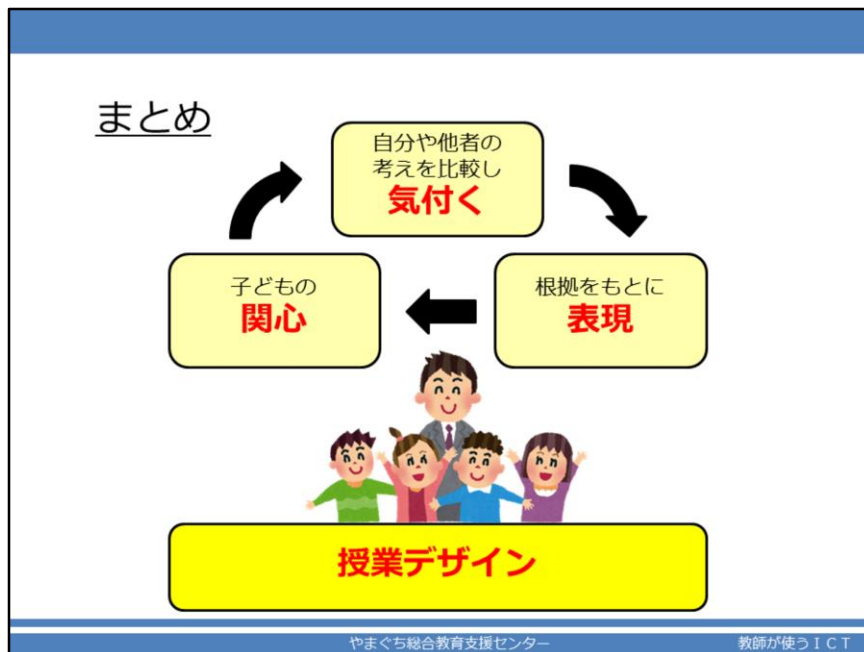 まとめ
自分や他者の
考えを比較し
気付く
子どもの
関心
根拠をもとに
表現
授業デザイン
やまぐち総合教育支援センター
教師が使うＩＣＴ